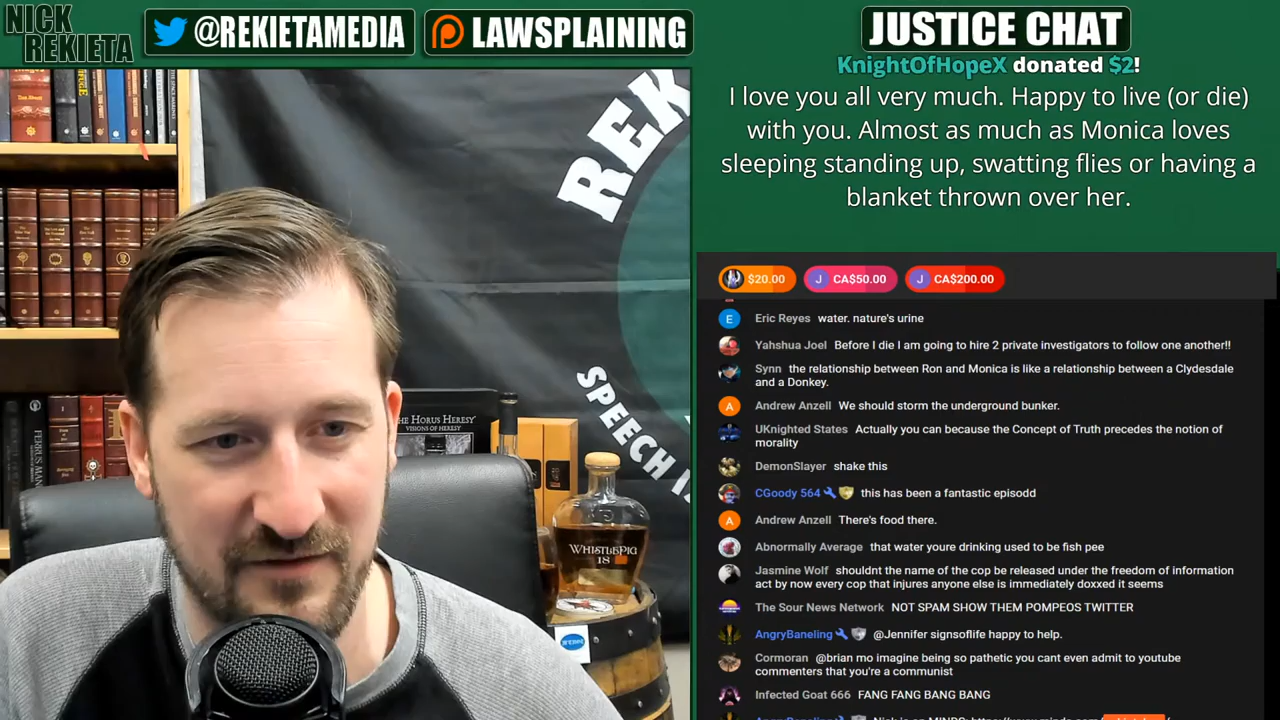 NICK
REKIETA
@REKIETAMEDIA
LAWSPLAINING
JUSTICE CHAT
KnightOfHopeX donated $2!
I love you all very much. Happy to live (or die)
with you. Almost as much as Monica loves
sleeping standing up, swatting flies or having a
blanket thrown over her.
$20.00
J CA$50.00
J CA$200.00
E Eric Reyes water. nature's urine
Yahshua Joel Before I die I am going to hire 2 private investigators to follow one another!!
Synn the relationship between Ron and Monica is like a relationship between a Clydesdale
and a Donkey.
A Andrew Anzell We should storm the underground bunker.
UKnighted States Actually you can because the Concept of Truth precedes the notion of
morality
DemonSlayer shake this
CGoody 564 this has been a fantastic episodd
A Andrew Anzell There's food there.
Abnormally Average that water youre drinking used to be fish pee
Jasmine Wolf shouldnt the name of the cop be released under the freedom of information
act by now every cop that injures anyone else is immediately doxxed it seems
The Sour News Network NOT SPAM SHOW THEM POMPEOS TWITTER
AngryBaneling @Jennifer signsoflife happy to help.
Cormoran @brian mo imagine being so pathetic you cant even admit to youtube
commenters that you're a communist
Infected Goat 666 FANG FANG BANG BANG
REK
SPEECH
THE HORUS HERESY
VISIONS OF HERESY
WHISTLEPIG
18